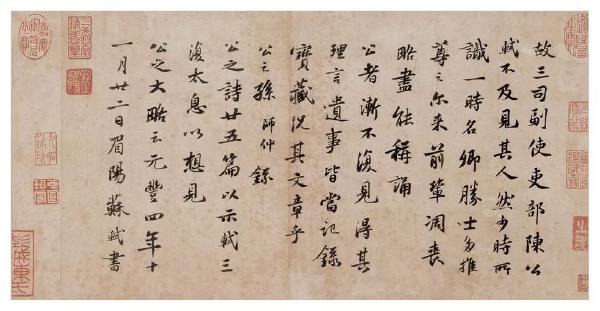 故三司副使吏部陳公
軾不及見其人然少時所
識一時名卿勝士多推
尊之尔来前輩凋喪
略盡能稱誦
公者漸不復見得其
理言遺事皆當記錄
寶藏況其文章乎
公之孫師仲錄
公之詩廿五篇以示軾三
復太息以想見
公之大略云元豐四年十
一月廿二日眉陽蘇軾書